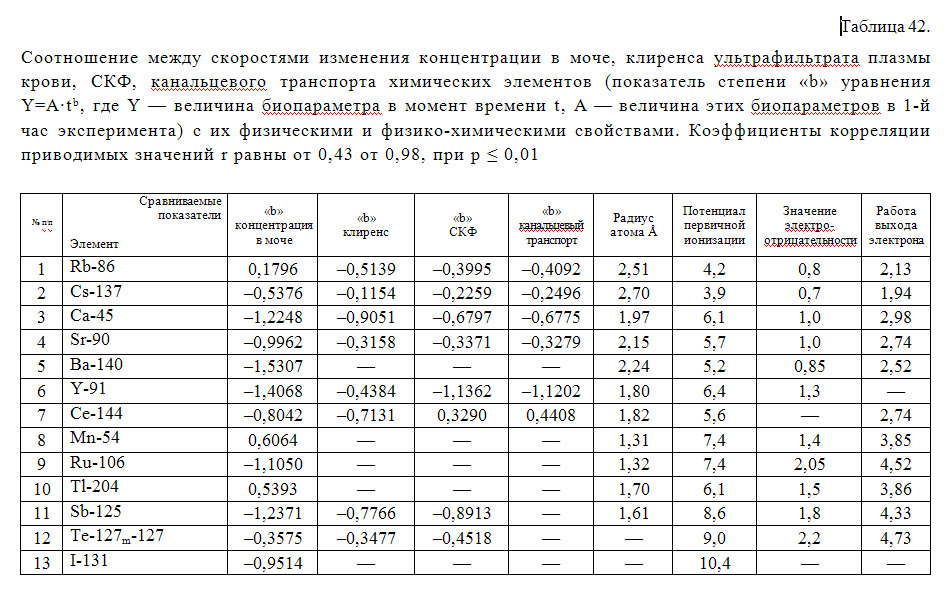 Таблица 42.
Соотношение между скоростями изменения концентрации в моче, клиренса ультрафильтрата плазмы
крови, СКФ, канальцевого транспорта химических элементов (показатель степени «b» уравнения
Y=A·tᵇ, где Y — величина биопараметра в момент времени t, A — величина этих биопараметров в 1-й
час эксперимента) с их физическими и физико-химическими свойствами. Коэффициенты корреляции
приводимых значений r равны от 0,43 от 0,98, при p ≤ 0,01
№ пп Сравниваемые показатели Элемент «b» концентрация в моче «b» клиренс «b» СКФ «b» канальцевый транспорт Радиус атома Å Потенциал первичной ионизации Значение электро-отрицательности Работа выхода электрона
1 Rb-86 0,1796 –0,5139 –0,3995 –0,4092 2,51 4,2 0,8 2,13
2 Cs-137 –0,5376 –0,1154 –0,2259 –0,2496 2,70 3,9 0,7 1,94
3 Ca-45 –1,2248 –0,9051 –0,6797 –0,6775 1,97 6,1 1,0 2,98
4 Sr-90 –0,9962 –0,3158 –0,3371 –0,3279 2,15 5,7 1,0 2,74
5 Ba-140 –1,5307 — — — 2,24 5,2 0,85 2,52
6 Y-91 –1,4068 –0,4384 –1,1362 –1,1202 1,80 6,4 1,3 —
7 Ce-144 –0,8042 –0,7131 0,3290 0,4408 1,82 5,6 — 2,74
8 Mn-54 0,6064 — — — 1,31 7,4 1,4 3,85
9 Ru-106 –1,1050 — — — 1,32 7,4 2,05 4,52
10 Tl-204 0,5393 — — — 1,70 6,1 1,5 3,86
11 Sb-125 –1,2371 –0,7766 –0,8913 — 1,61 8,6 1,8 4,33
12 Te-127m-127 –0,3575 –0,3477 –0,4518 — — 9,0 2,2 4,73
13 I-131 –0,9514 — — — — 10,4 — —